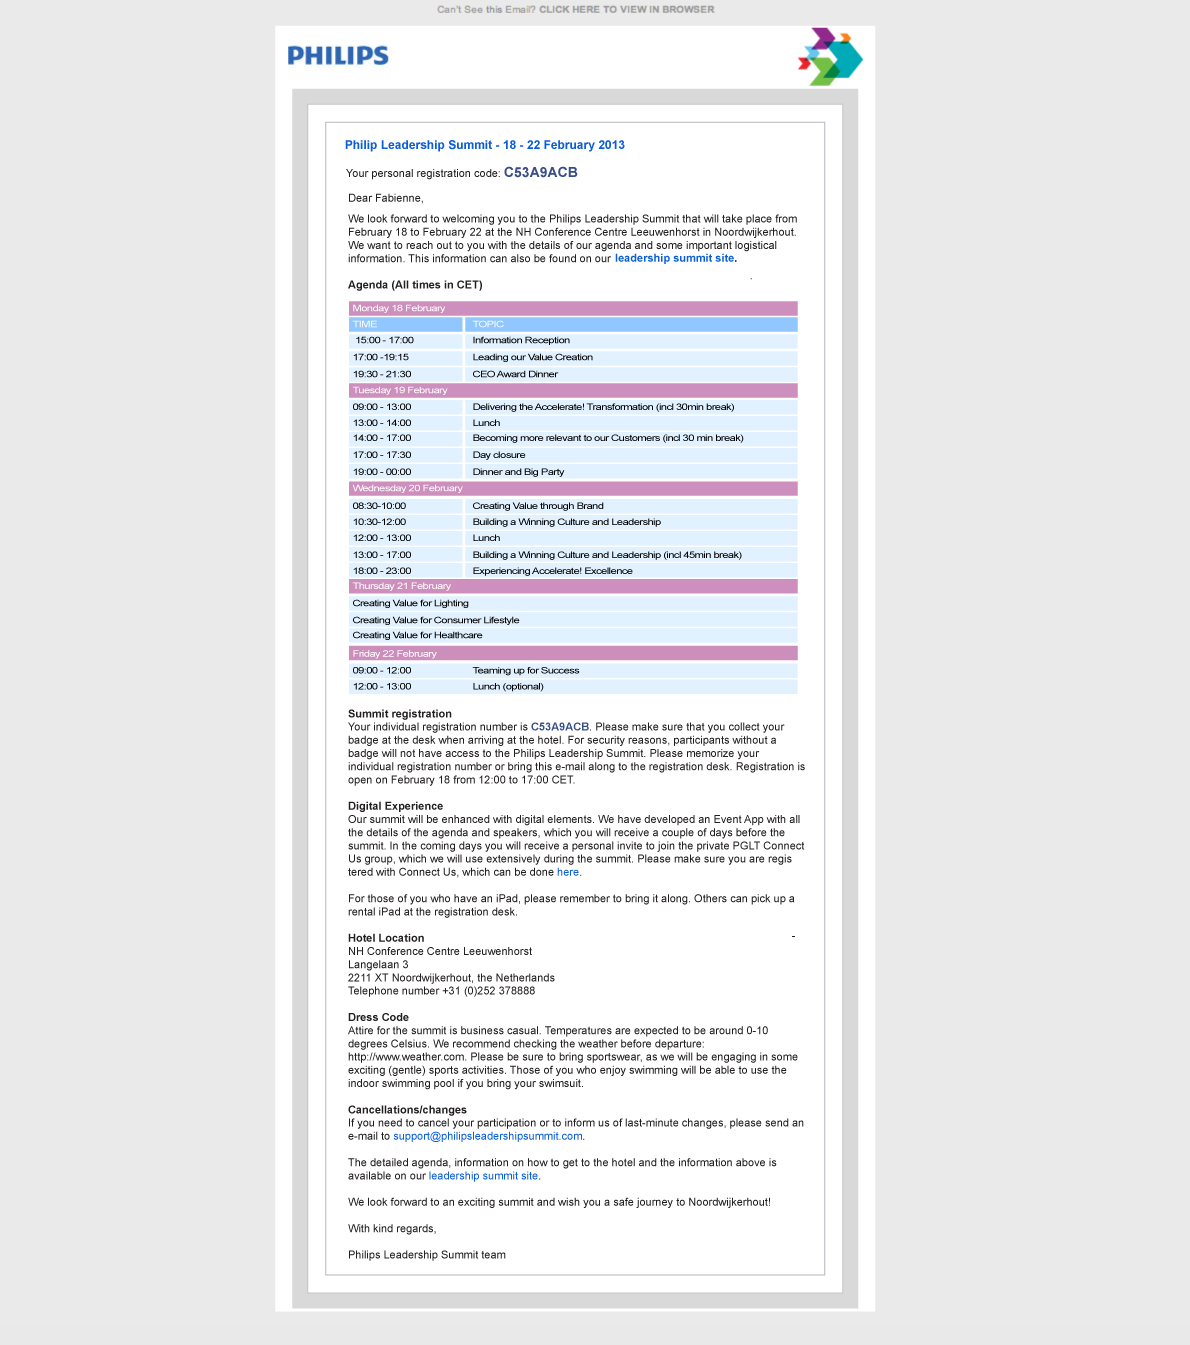 Can't See this Email? CLICK HERE TO VIEW IN BROWSER
PHILIPS
Philip Leadership Summit - 18 - 22 February 2013
Your personal registration code: C53A9ACB
Dear Fabienne,
We look forward to welcoming you to the Philips Leadership Summit that will take place from
February 18 to February 22 at the NH Conference Centre Leeuwenhorst in Noordwijkerhout.
We want to reach out to you with the details of our agenda and some important logistical
information. This information can also be found on our leadership summit site.
Agenda (All times in CET)
Monday 18 February
TIME TOPIC
15:00 - 17:00 Information Reception
17:00 -19:15 Leading our Value Creation
19:30 - 21:30 CEO Award Dinner
Tuesday 19 February
09:00 - 13:00 Delivering the Accelerate! Transformation (incl 30min break)
13:00 - 14:00 Lunch
14:00 - 17:00 Becoming more relevant to our Customers (incl 30 min break)
17:00 - 17:30 Day closure
19:00 - 00:00 Dinner and Big Party
Wednesday 20 February
08:30-10:00 Creating Value through Brand
10:30-12:00 Building a Winning Culture and Leadership
12:00 - 13:00 Lunch
13:00 - 17:00 Building a Winning Culture and Leadership (incl 45min break)
18:00 - 23:00 Experiencing Accelerate! Excellence
Thursday 21 February
Creating Value for Lighting
Creating Value for Consumer Lifestyle
Creating Value for Healthcare
Friday 22 February
09:00 - 12:00 Teaming up for Success
12:00 - 13:00 Lunch (optional)
Summit registration
Your individual registration number is C53A9ACB. Please make sure that you collect your
badge at the desk when arriving at the hotel. For security reasons, participants without a
badge will not have access to the Philips Leadership Summit. Please memorize your
individual registration number or bring this e-mail along to the registration desk. Registration is
open on February 18 from 12:00 to 17:00 CET.
Digital Experience
Our summit will be enhanced with digital elements. We have developed an Event App with all
the details of the agenda and speakers, which you will receive a couple of days before the
summit. In the coming days you will receive a personal invite to join the private PGLT Connect
Us group, which we will use extensively during the summit. Please make sure you are regis
tered with Connect Us, which can be done here.
For those of you who have an iPad, please remember to bring it along. Others can pick up a
rental iPad at the registration desk.
Hotel Location
NH Conference Centre Leeuwenhorst
Langelaan 3
2211 XT Noordwijkerhout, the Netherlands
Telephone number +31 (0)252 378888
Dress Code
Attire for the summit is business casual. Temperatures are expected to be around 0-10
degrees Celsius. We recommend checking the weather before departure:
http://www.weather.com. Please be sure to bring sportswear, as we will be engaging in some
exciting (gentle) sports activities. Those of you who enjoy swimming will be able to use the
indoor swimming pool if you bring your swimsuit.
Cancellations/changes
If you need to cancel your participation or to inform us of last-minute changes, please send an
e-mail to support@philipsleadershipsummit.com.
The detailed agenda, information on how to get to the hotel and the information above is
available on our leadership summit site.
We look forward to an exciting summit and wish you a safe journey to Noordwijkerhout!
With kind regards,
Philips Leadership Summit team